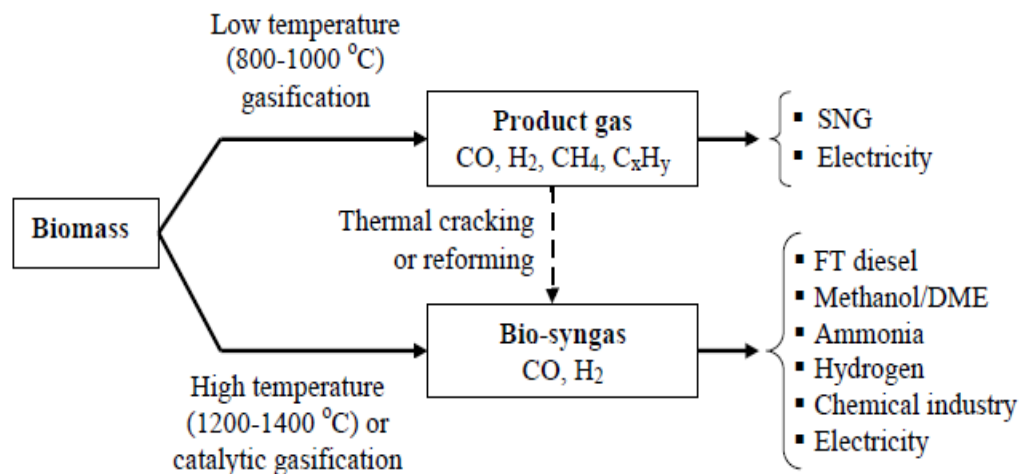 Low temperature
(800-1000 °C)
gasification
Product gas
CO, H₂, CH₄, CₓHᵧ
▪ SNG
▪ Electricity
Biomass
Thermal cracking
or reforming
Bio-syngas
CO, H₂
▪ FT diesel
▪ Methanol/DME
▪ Ammonia
▪ Hydrogen
▪ Chemical industry
▪ Electricity
High temperature
(1200-1400 °C) or
catalytic gasification